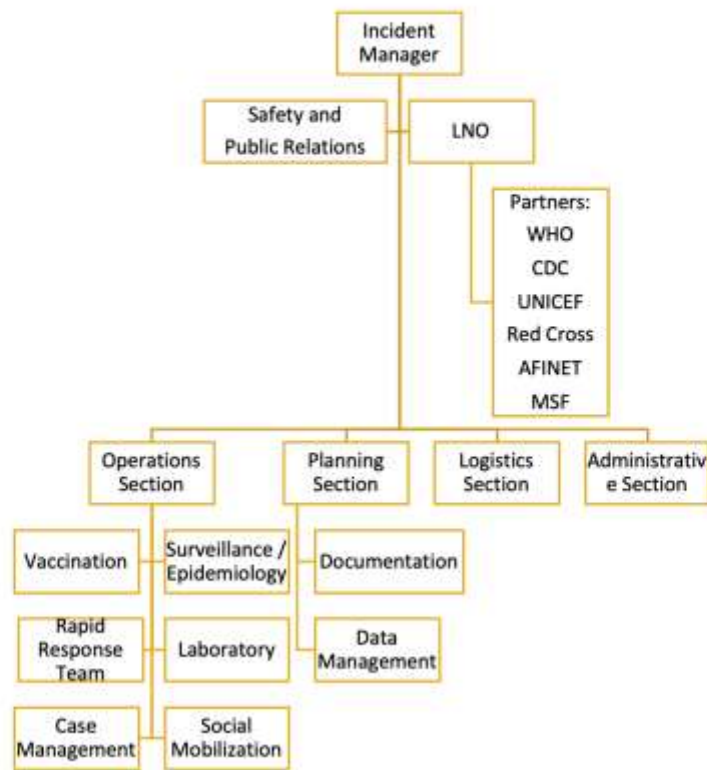 Incident
Manager
Safety and
Public Relations
LNO
Partners:
WHO
CDC
UNICEF
Red Cross
AFINET
MSF
Operations
Section
Planning
Section
Logistics
Section
Administrativ
e Section
Vaccination
Surveillance /
Epidemiology
Documentation
Rapid
Response
Team
Laboratory
Data
Management
Case
Management
Social
Mobilization